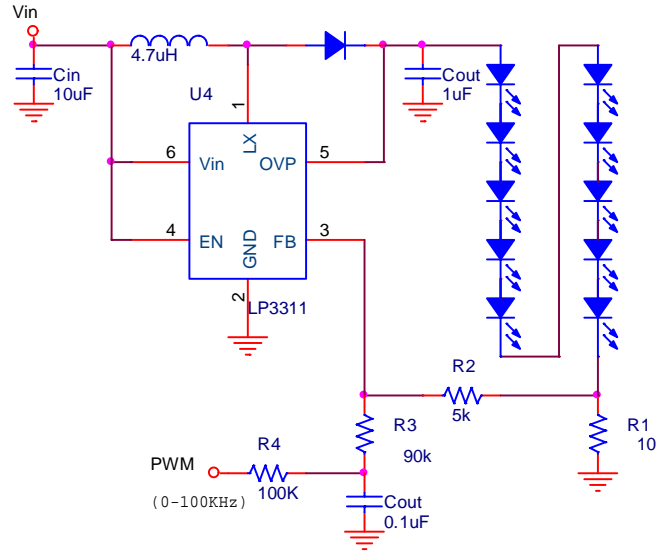 Vin
4.7uH
Cin
10uF
Cout
1uF
U4
1
LX
6
Vin
OVP
5
4
EN
FB
3
GND
2
LP3311
R2
5k
R1
10
R3
90k
R4
100K
PWM
(0-100KHz)
Cout
0.1uF